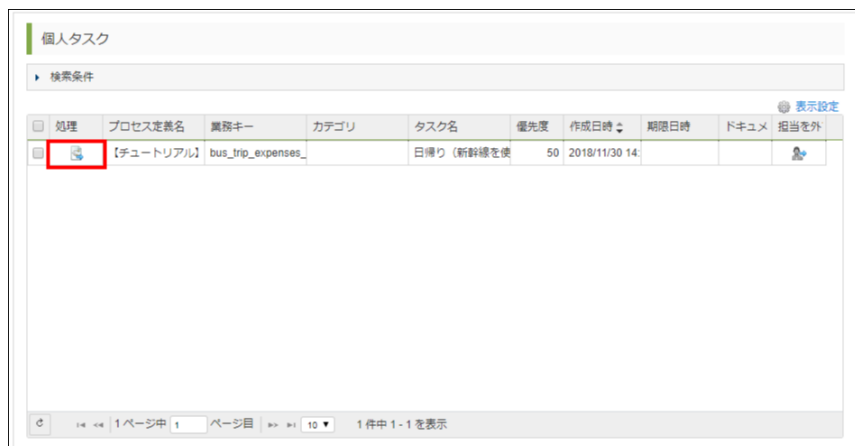 個人タスク
検索条件
表示設定
処理 プロセス定義名 業務キー カテゴリ タスク名 優先度 作成日時 期限日時 ドキュメ 担当を外
【チュートリアル】 bus_trip_expenses_ 日帰り（新幹線を使 50 2018/11/30 14:
1 ページ中 1 ページ目 10 1 件中 1 - 1 を表示